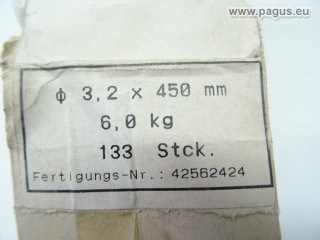 www.pagus.eu
ϕ 3,2 x 450 mm
6,0 kg
133 Stck.
Fertigungs-Nr.: 42562424